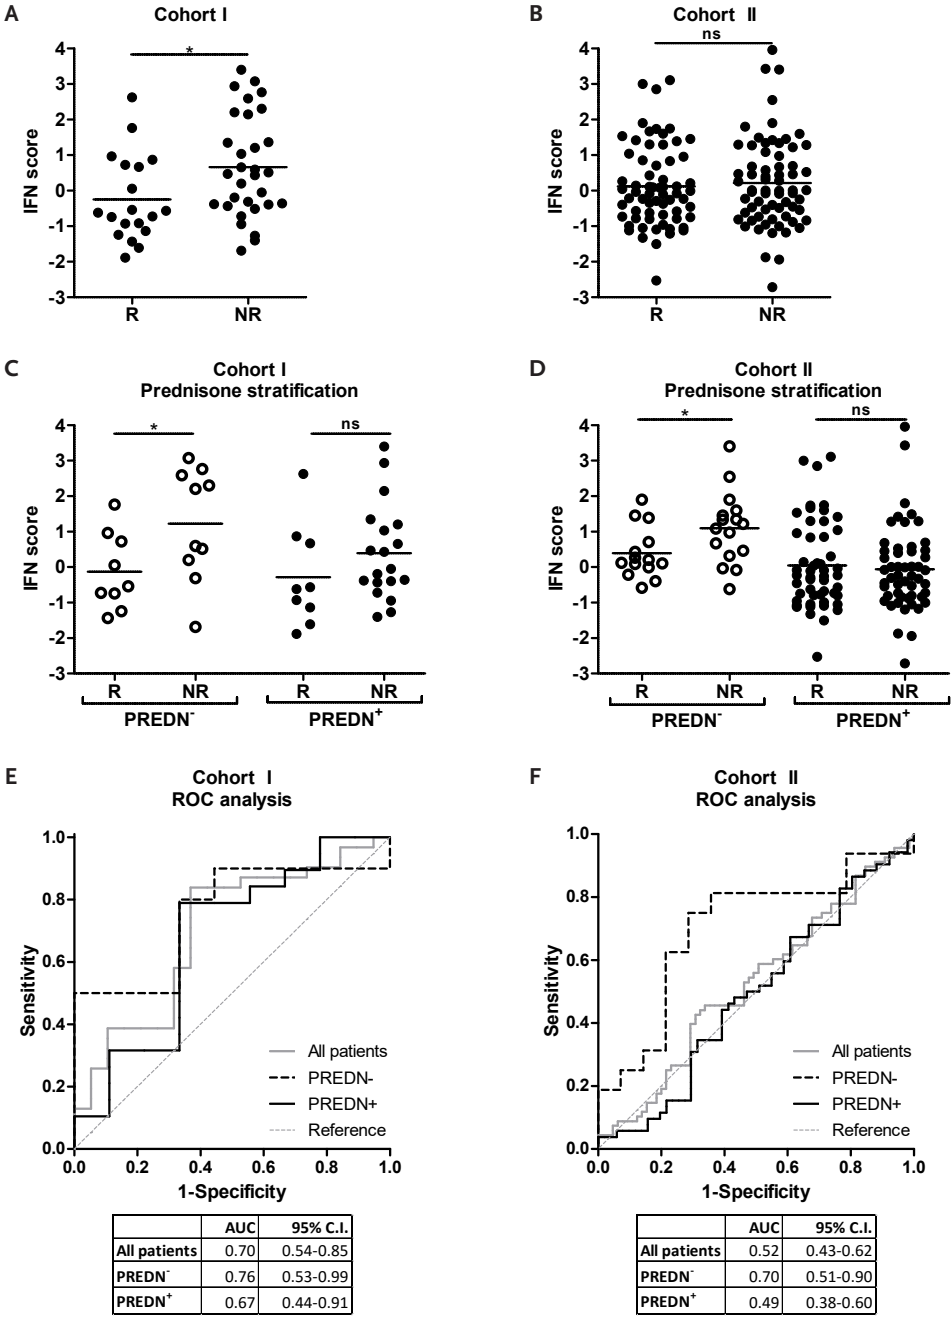 A
Cohort I
4
3
2
1
0
-1
-2
-3
IFN score
*
R
NR
B
Cohort II
4
3
2
1
0
-1
-2
-3
IFN score
ns
R
NR
C
Cohort I
Prednisone stratification
4
3
2
1
0
-1
-2
-3
IFN score
*
ns
R
NR
R
NR
PREDN-
PREDN+
D
Cohort II
Prednisone stratification
4
3
2
1
0
-1
-2
-3
IFN score
*
ns
R
NR
R
NR
PREDN-
PREDN+
E
Cohort I
ROC analysis
1.0
0.8
0.6
0.4
0.2
0.0
Sensitivity
All patients
PREDN-
PREDN+
Reference
0.0 0.2 0.4 0.6 0.8 1.0
1-Specificity
AUC 95% C.I.
All patients 0.70 0.54-0.85
PREDN- 0.76 0.53-0.99
PREDN+ 0.67 0.44-0.91
F
Cohort II
ROC analysis
1.0
0.8
0.6
0.4
0.2
0.0
Sensitivity
All patients
PREDN-
PREDN+
Reference
0.0 0.2 0.4 0.6 0.8 1.0
1-Specificity
AUC 95% C.I.
All patients 0.52 0.43-0.62
PREDN- 0.70 0.51-0.90
PREDN+ 0.49 0.38-0.60